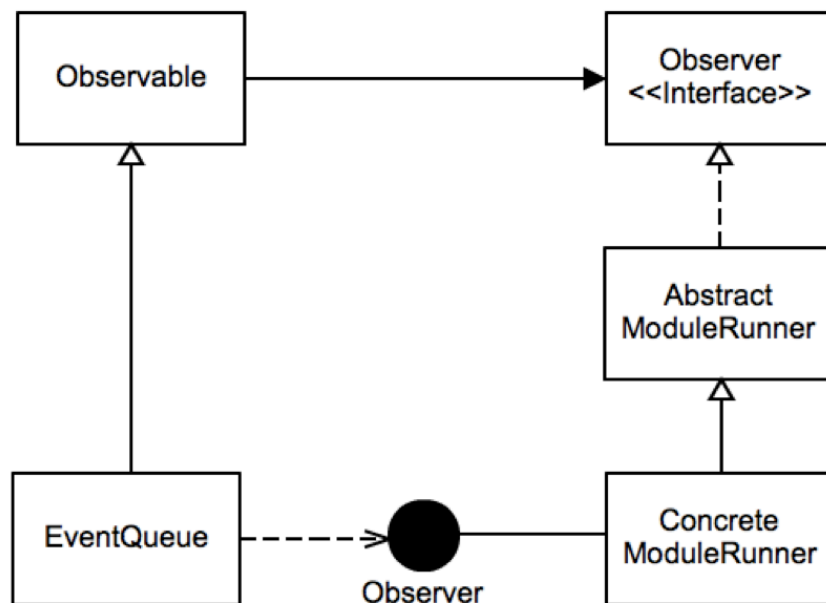 Observable
Observer
<<Interface>>
Abstract
ModuleRunner
EventQueue
Observer
Concrete
ModuleRunner